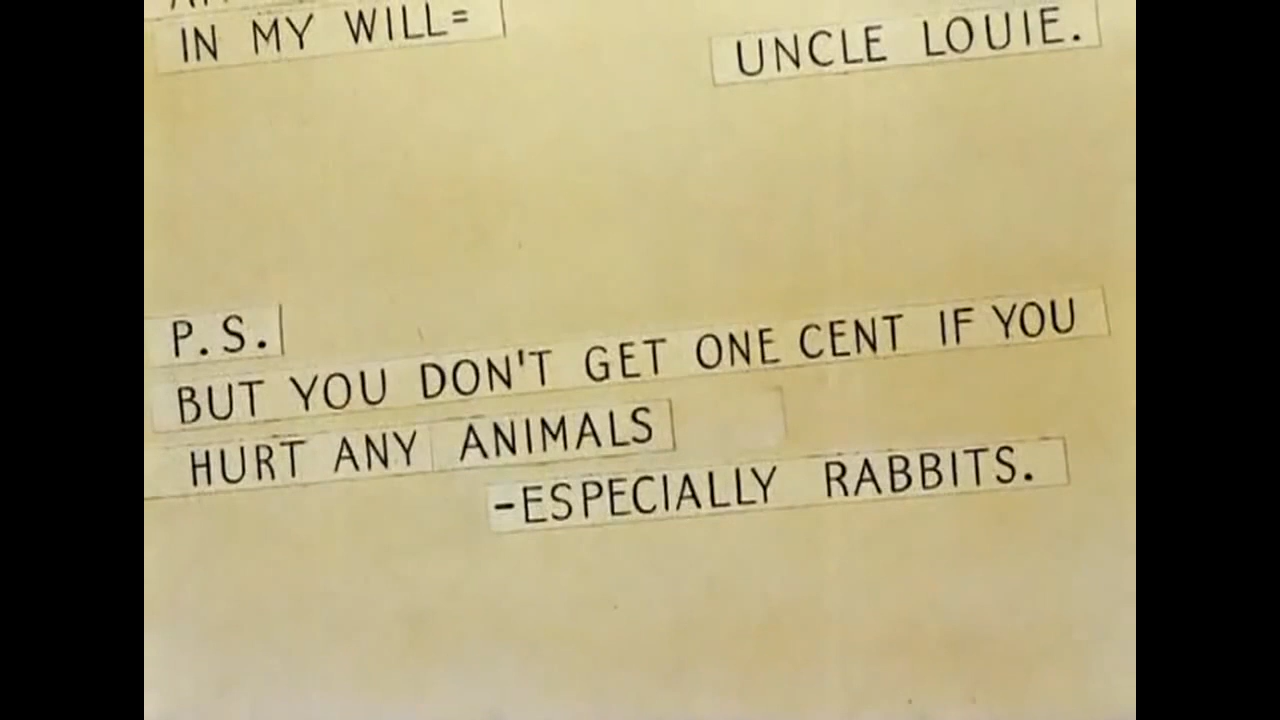 IN MY WILL=
UNCLE LOUIE.
P.S.
BUT YOU DON'T GET ONE CENT IF YOU
HURT ANY ANIMALS
-ESPECIALLY RABBITS.